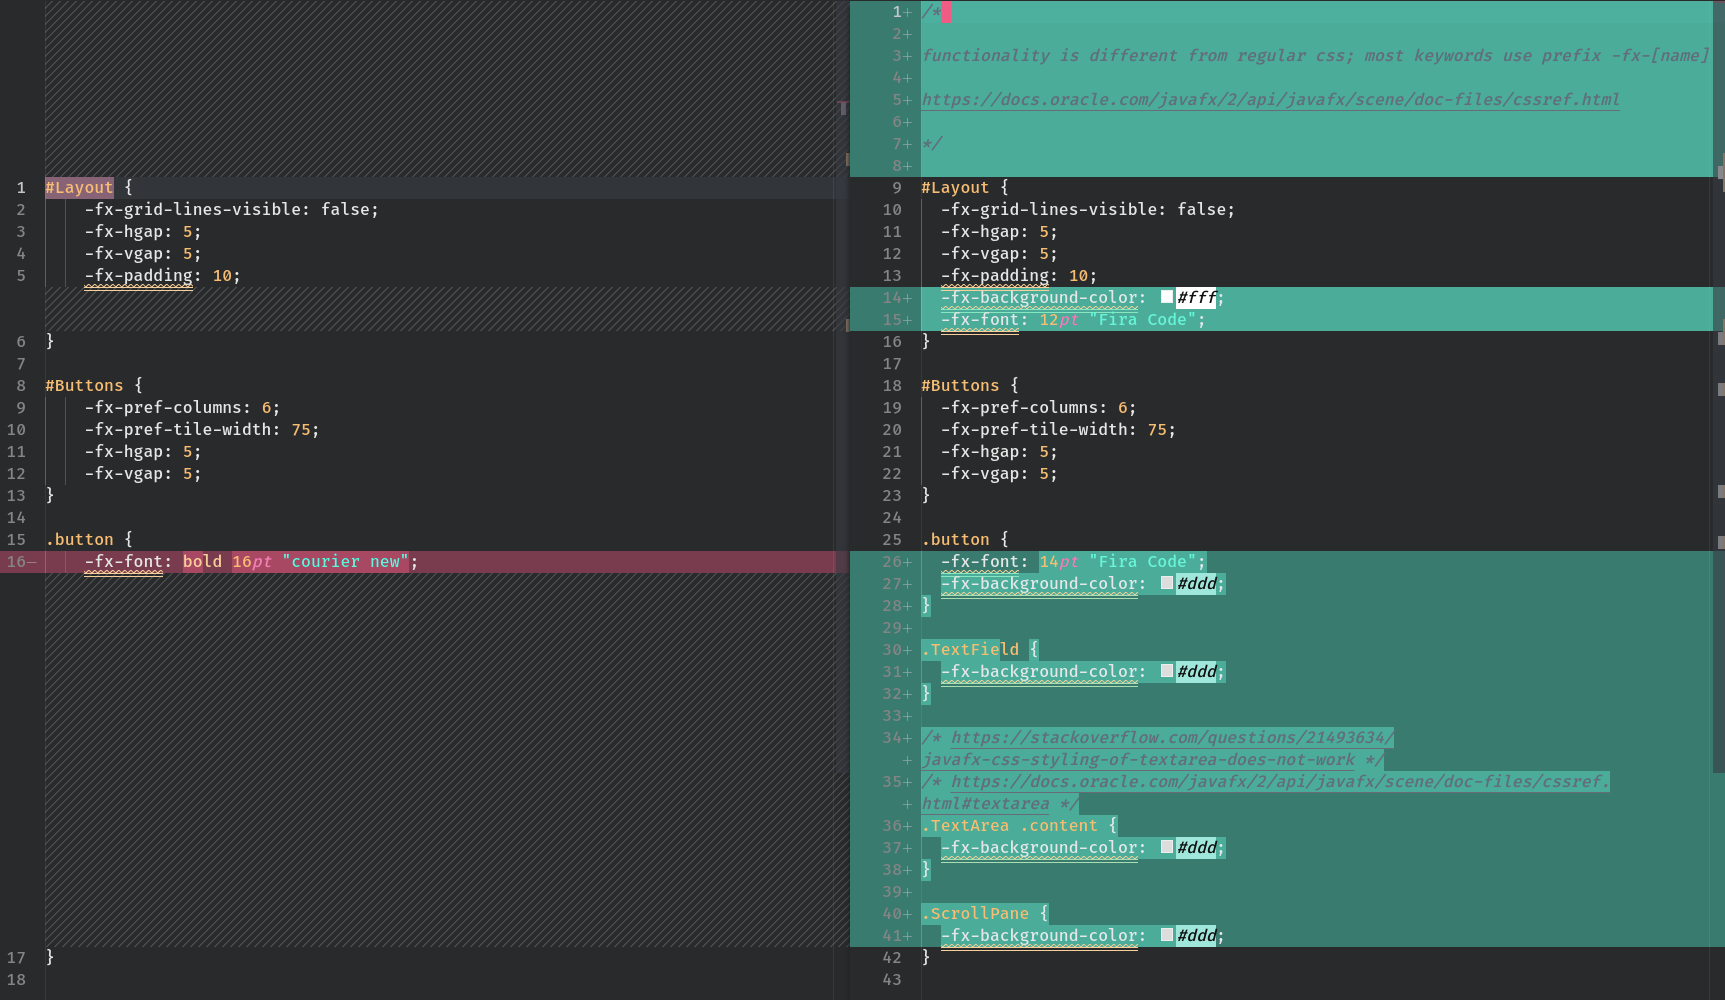 1 #Layout {
2 -fx-grid-lines-visible: false;
3 -fx-hgap: 5;
4 -fx-vgap: 5;
5 -fx-padding: 10;
6 }
7
8 #Buttons {
9 -fx-pref-columns: 6;
10 -fx-pref-tile-width: 75;
11 -fx-hgap: 5;
12 -fx-vgap: 5;
13 }
14
15 .button {
16− -fx-font: bold 16pt "courier new";
17 }
18
1+ /*
2+
3+ functionality is different from regular css; most keywords use prefix -fx-[name]
4+
5+ https://docs.oracle.com/javafx/2/api/javafx/scene/doc-files/cssref.html
6+
7+ */
8+
9 #Layout {
10 -fx-grid-lines-visible: false;
11 -fx-hgap: 5;
12 -fx-vgap: 5;
13 -fx-padding: 10;
14+ -fx-background-color: #fff;
15+ -fx-font: 12pt "Fira Code";
16 }
17
18 #Buttons {
19 -fx-pref-columns: 6;
20 -fx-pref-tile-width: 75;
21 -fx-hgap: 5;
22 -fx-vgap: 5;
23 }
24
25 .button {
26+ -fx-font: 14pt "Fira Code";
27+ -fx-background-color: #ddd;
28+ }
29+
30+ .TextField {
31+ -fx-background-color: #ddd;
32+ }
33+
34+ /* https://stackoverflow.com/questions/21493634/
+ javafx-css-styling-of-textarea-does-not-work */
35+ /* https://docs.oracle.com/javafx/2/api/javafx/scene/doc-files/cssref.
+ html#textarea */
36+ .TextArea .content {
37+ -fx-background-color: #ddd;
38+ }
39+
40+ .ScrollPane {
41+ -fx-background-color: #ddd;
42 }
43